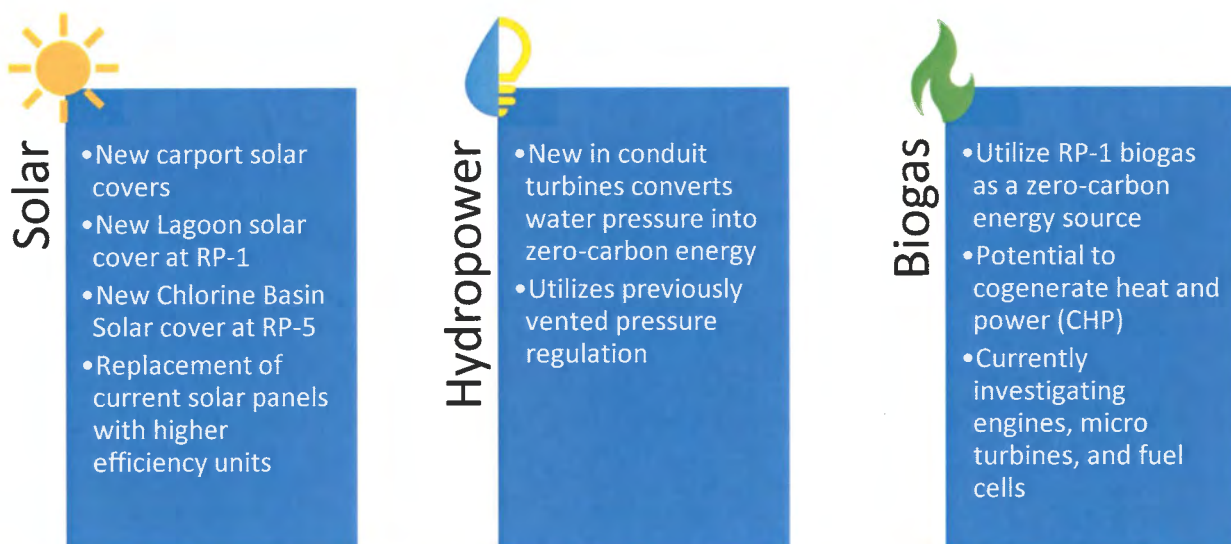 Solar
•New carport solar
covers
•New Lagoon solar
cover at RP-1
•New Chlorine Basin
Solar cover at RP-5
•Replacement of
current solar panels
with higher
efficiency units
Hydropower
•New in conduit
turbines converts
water pressure into
zero-carbon energy
•Utilizes previously
vented pressure
regulation
Biogas
•Utilize RP-1 biogas
as a zero-carbon
energy source
•Potential to
cogenerate heat and
power (CHP)
•Currently
investigating
engines, micro
turbines, and fuel
cells